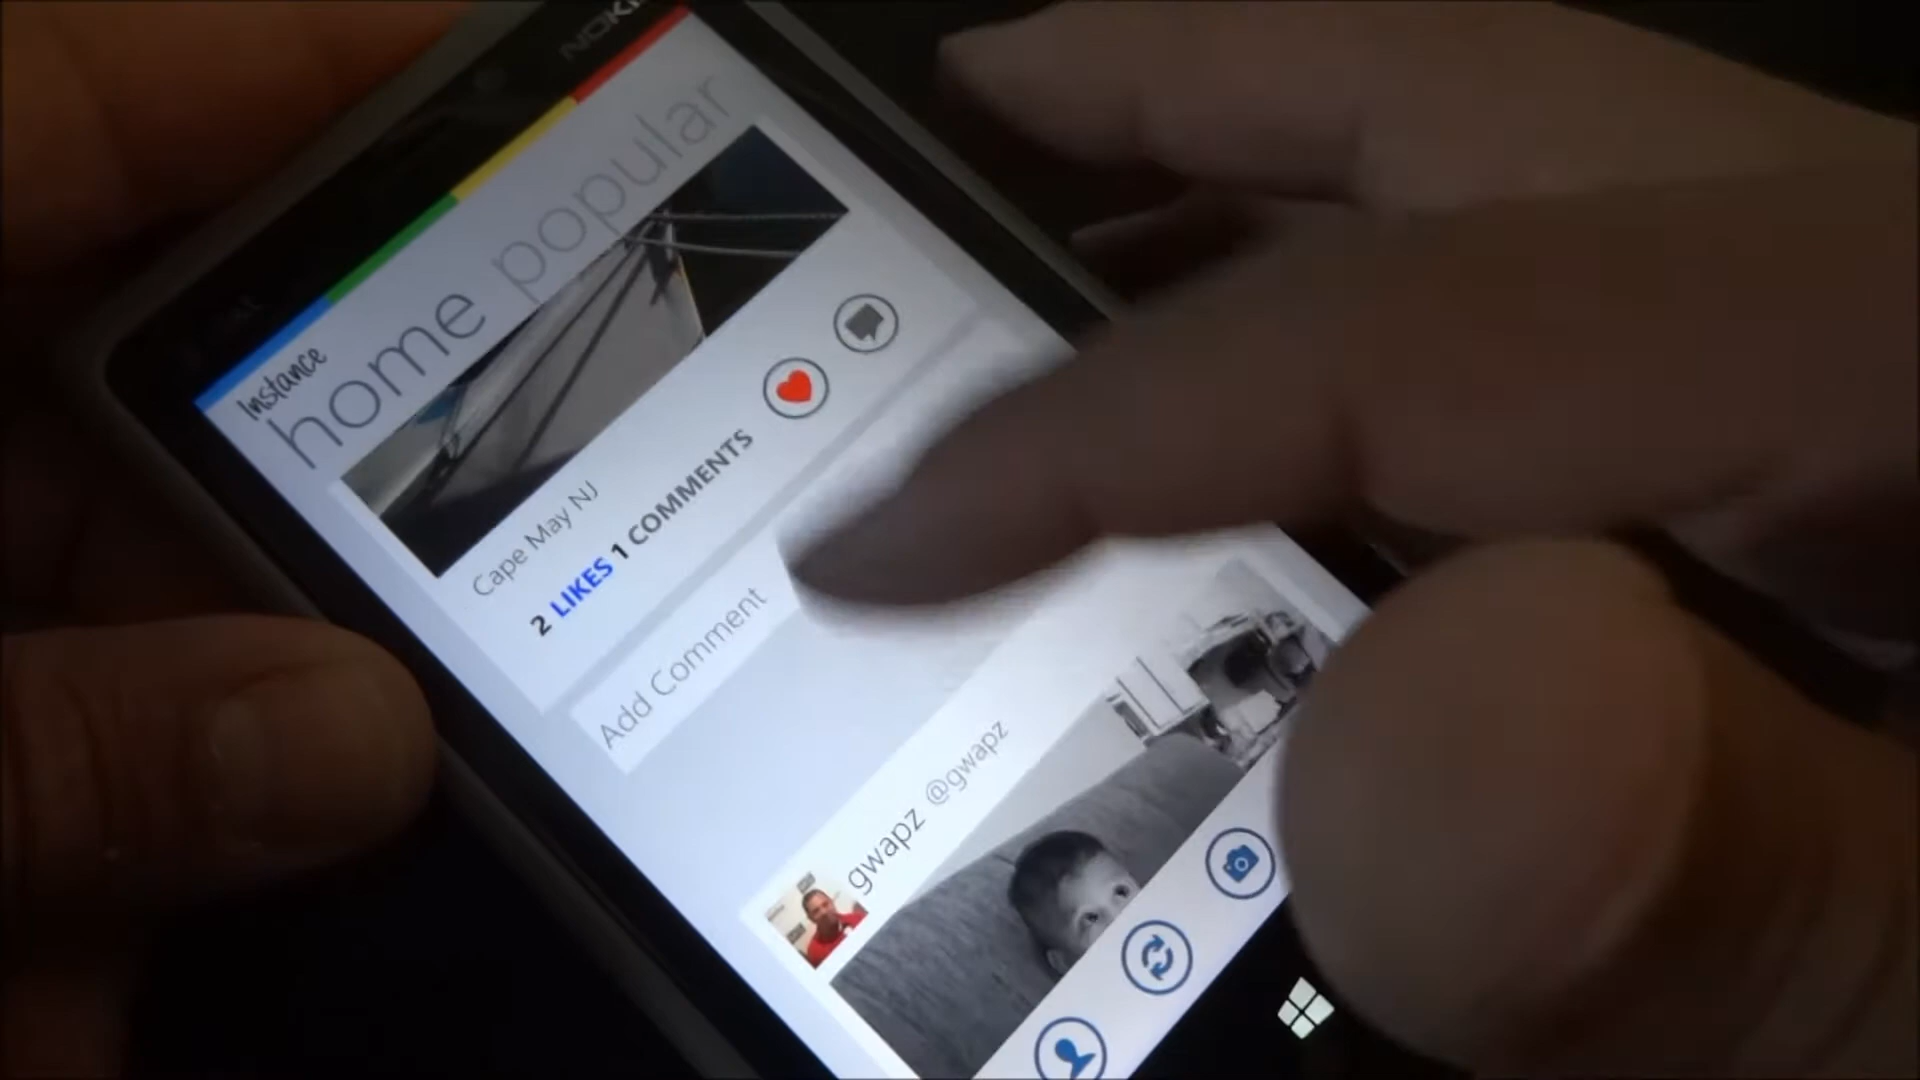 NOKIA
Instance
home popular
Cape May NJ
2 LIKES 1 COMMENTS
Add Comment
gwapz @gwapz